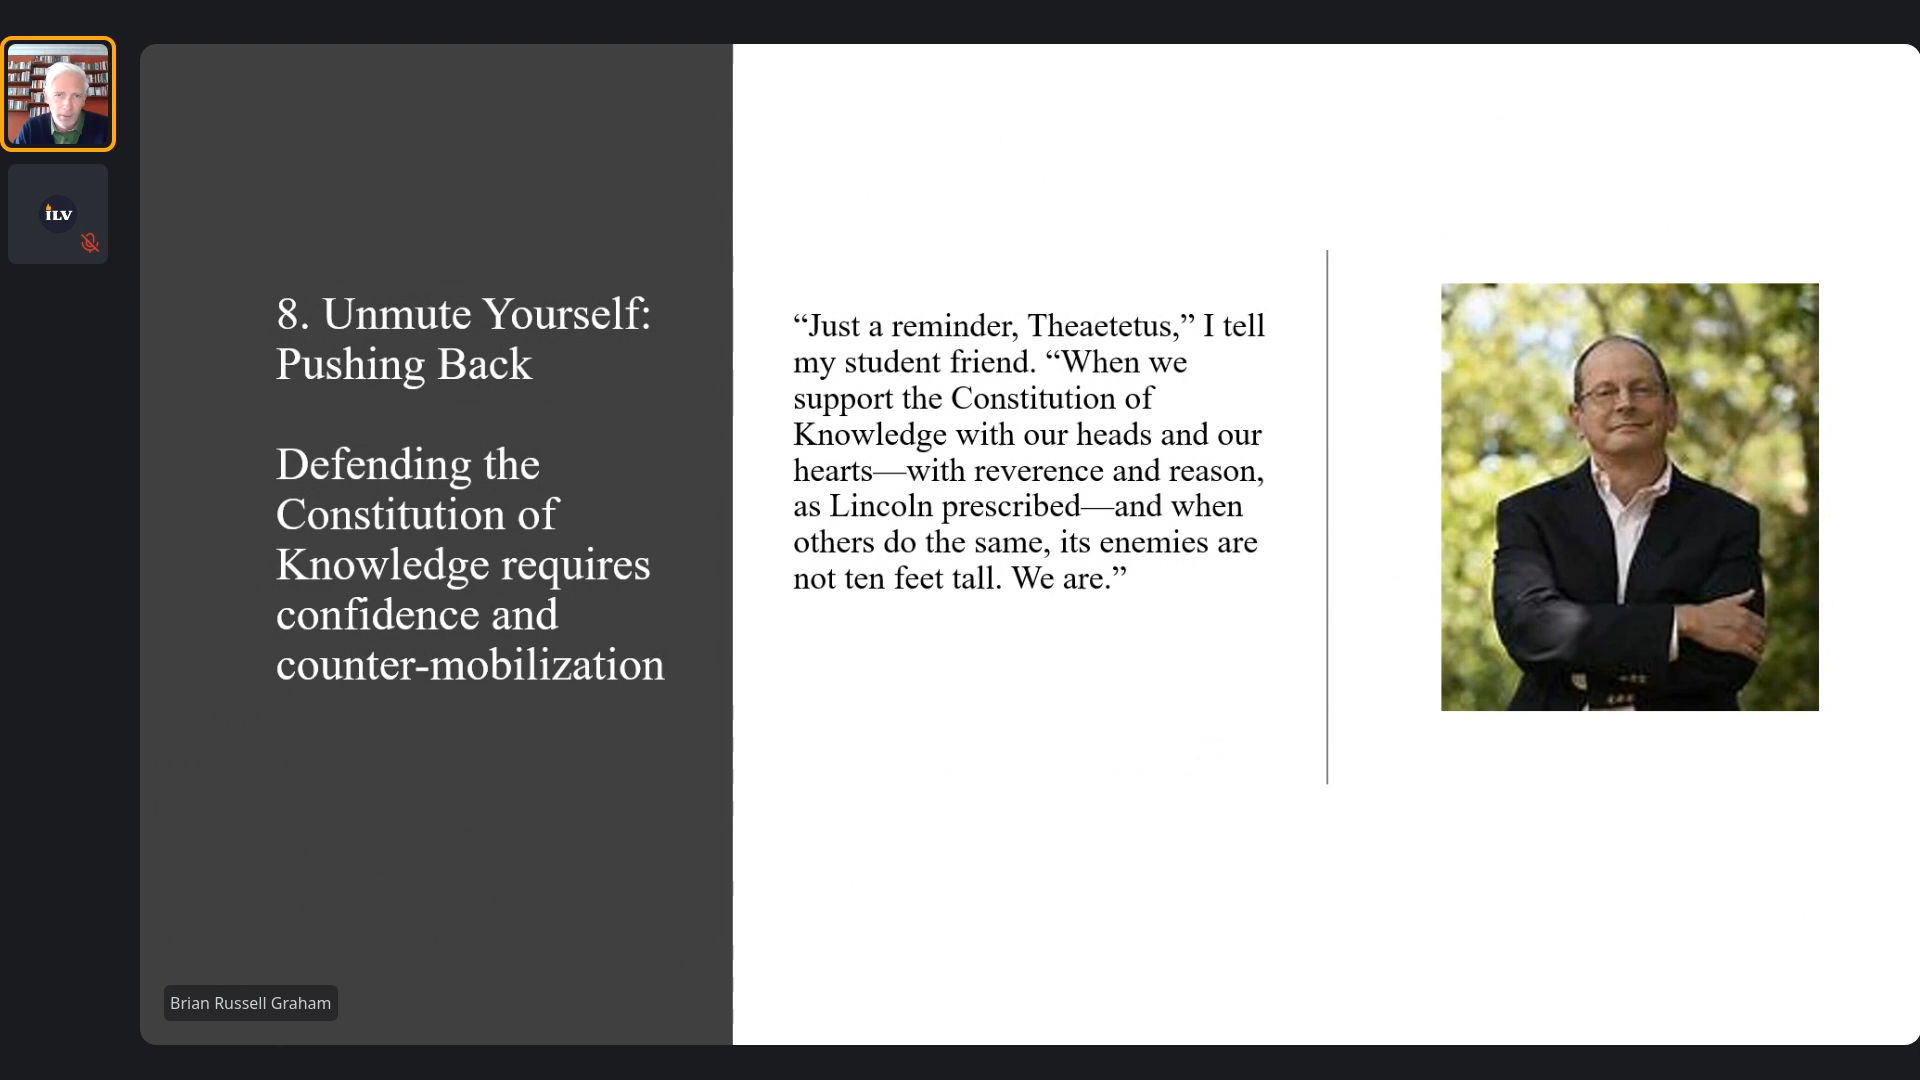 ILV
8. Unmute Yourself:
Pushing Back
Defending the
Constitution of
Knowledge requires
confidence and
counter-mobilization
“Just a reminder, Theaetetus,” I tell
my student friend. “When we
support the Constitution of
Knowledge with our heads and our
hearts—with reverence and reason,
as Lincoln prescribed—and when
others do the same, its enemies are
not ten feet tall. We are.”
Brian Russell Graham